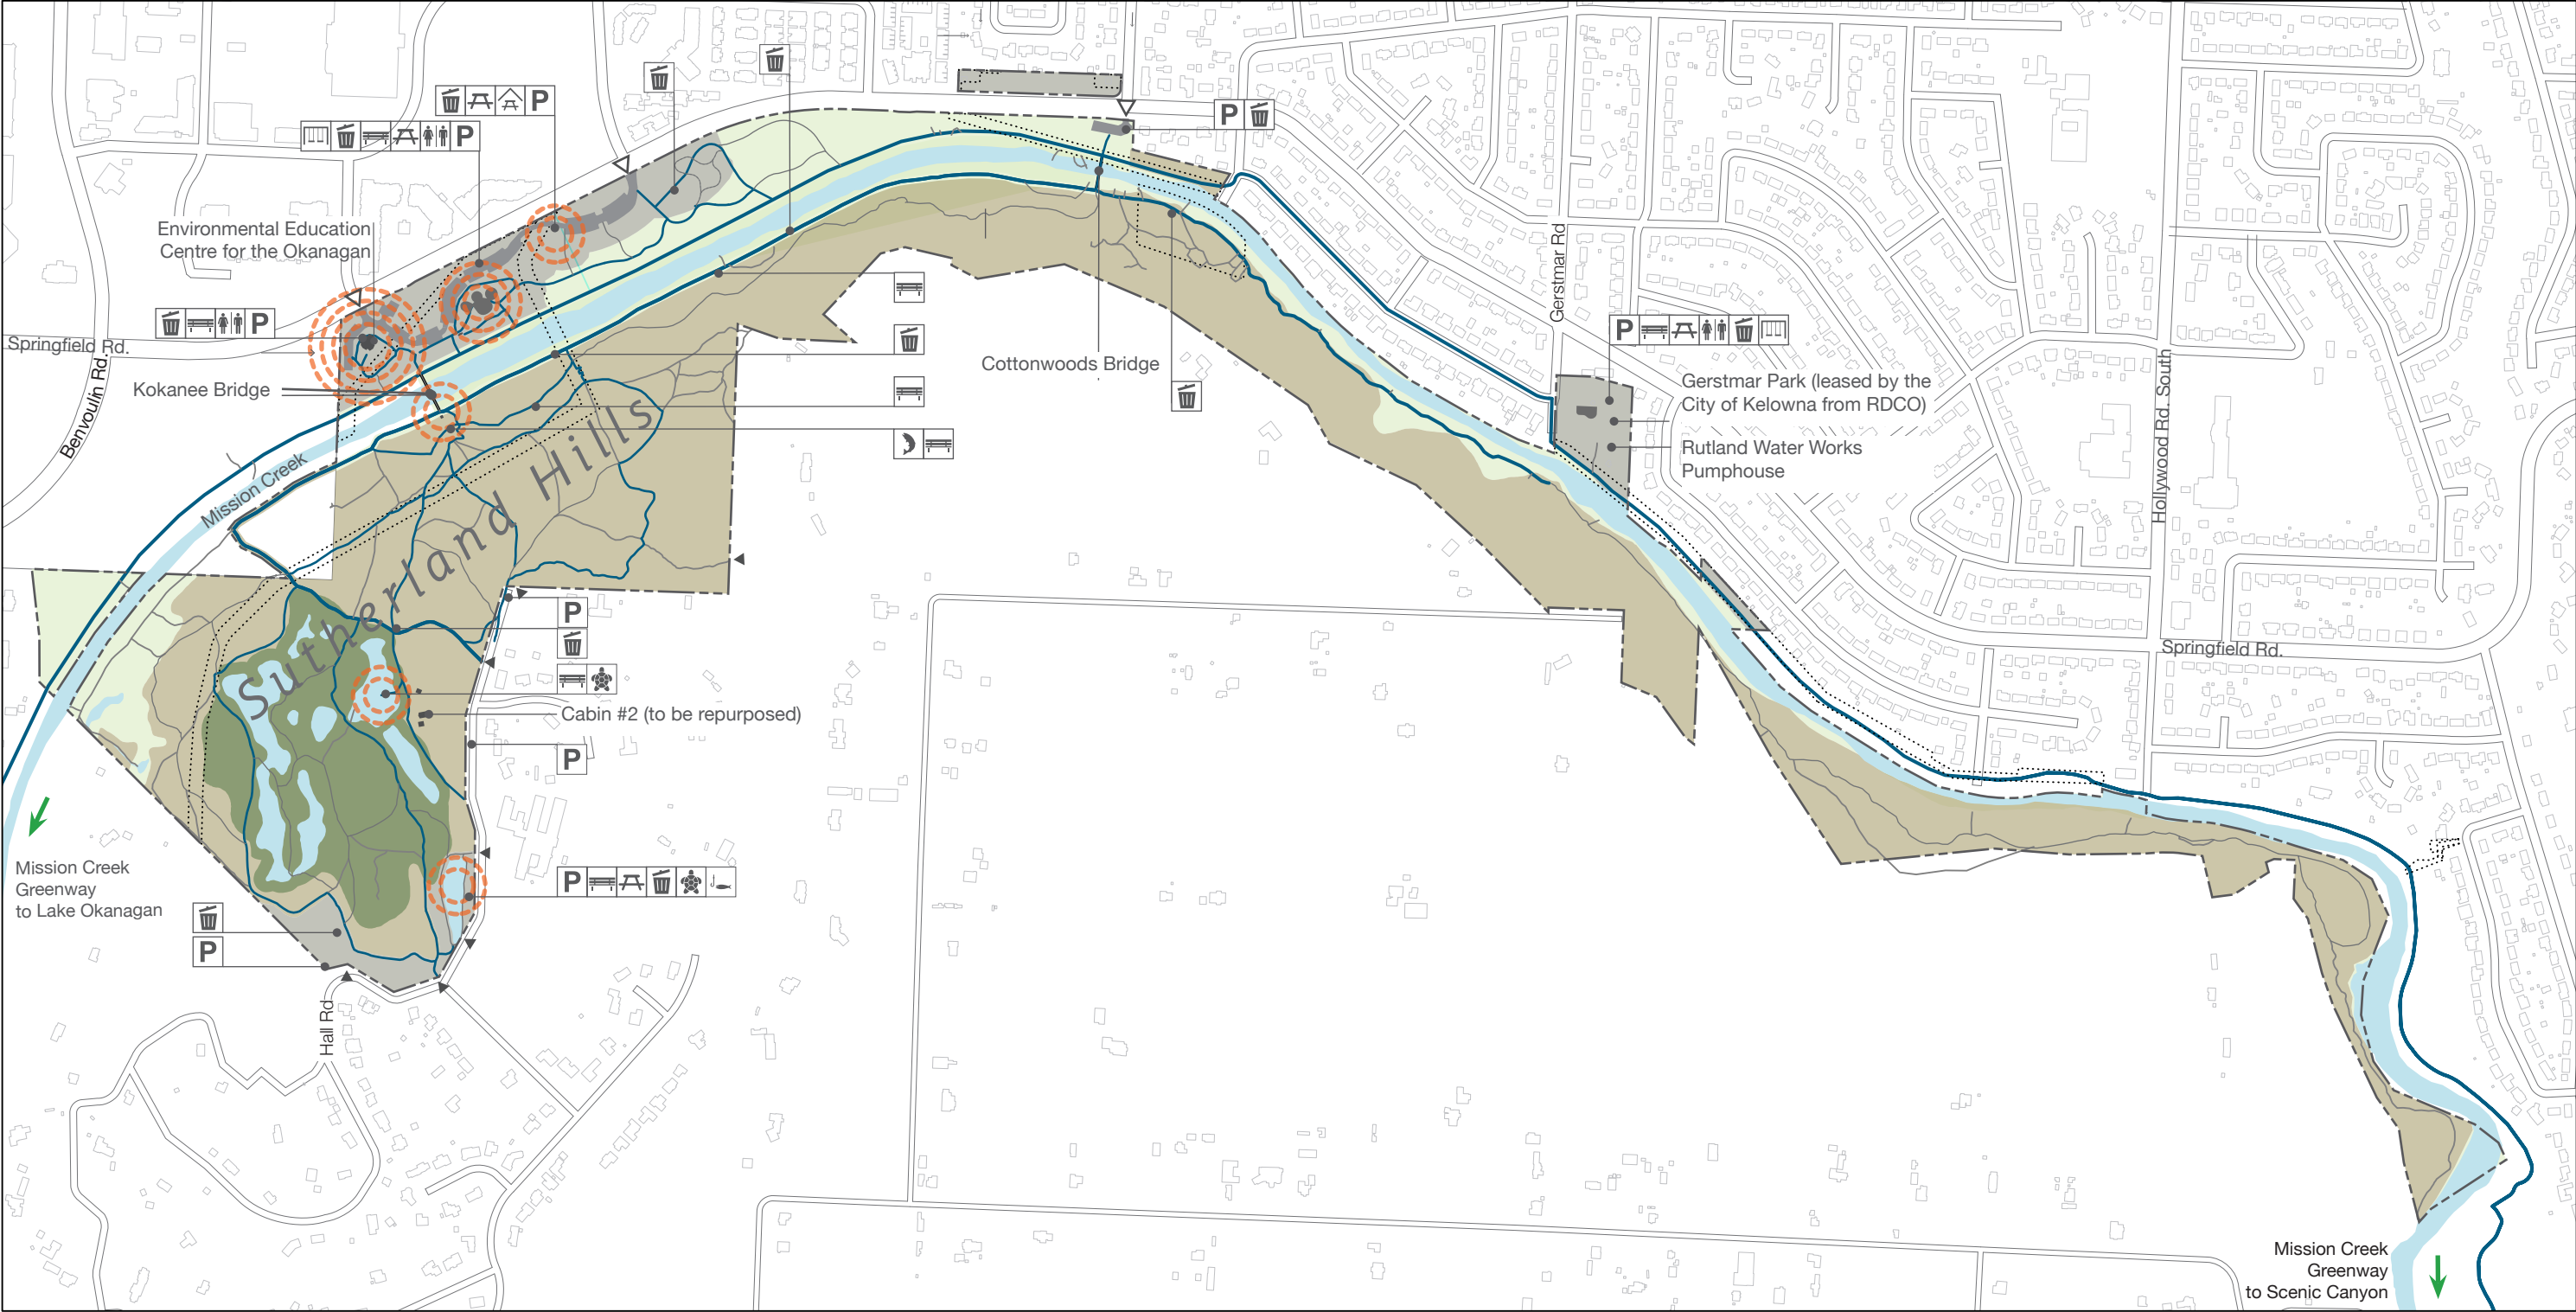 P
P
P
Environmental Education
Centre for the Okanagan
P
Springfield Rd.
Benvoulin Rd.
Kokanee Bridge
Mission Creek
Sutherland Hills
Cottonwoods Bridge
Gerstmar Rd
P
Gerstmar Park (leased by the
City of Kelowna from RDCO)
Rutland Water Works
Pumphouse
Hollywood Rd. South
Springfield Rd.
P
Cabin #2 (to be repurposed)
P
P
Mission Creek
Greenway
to Lake Okanagan
P
Hall Rd
Mission Creek
Greenway
to Scenic Canyon